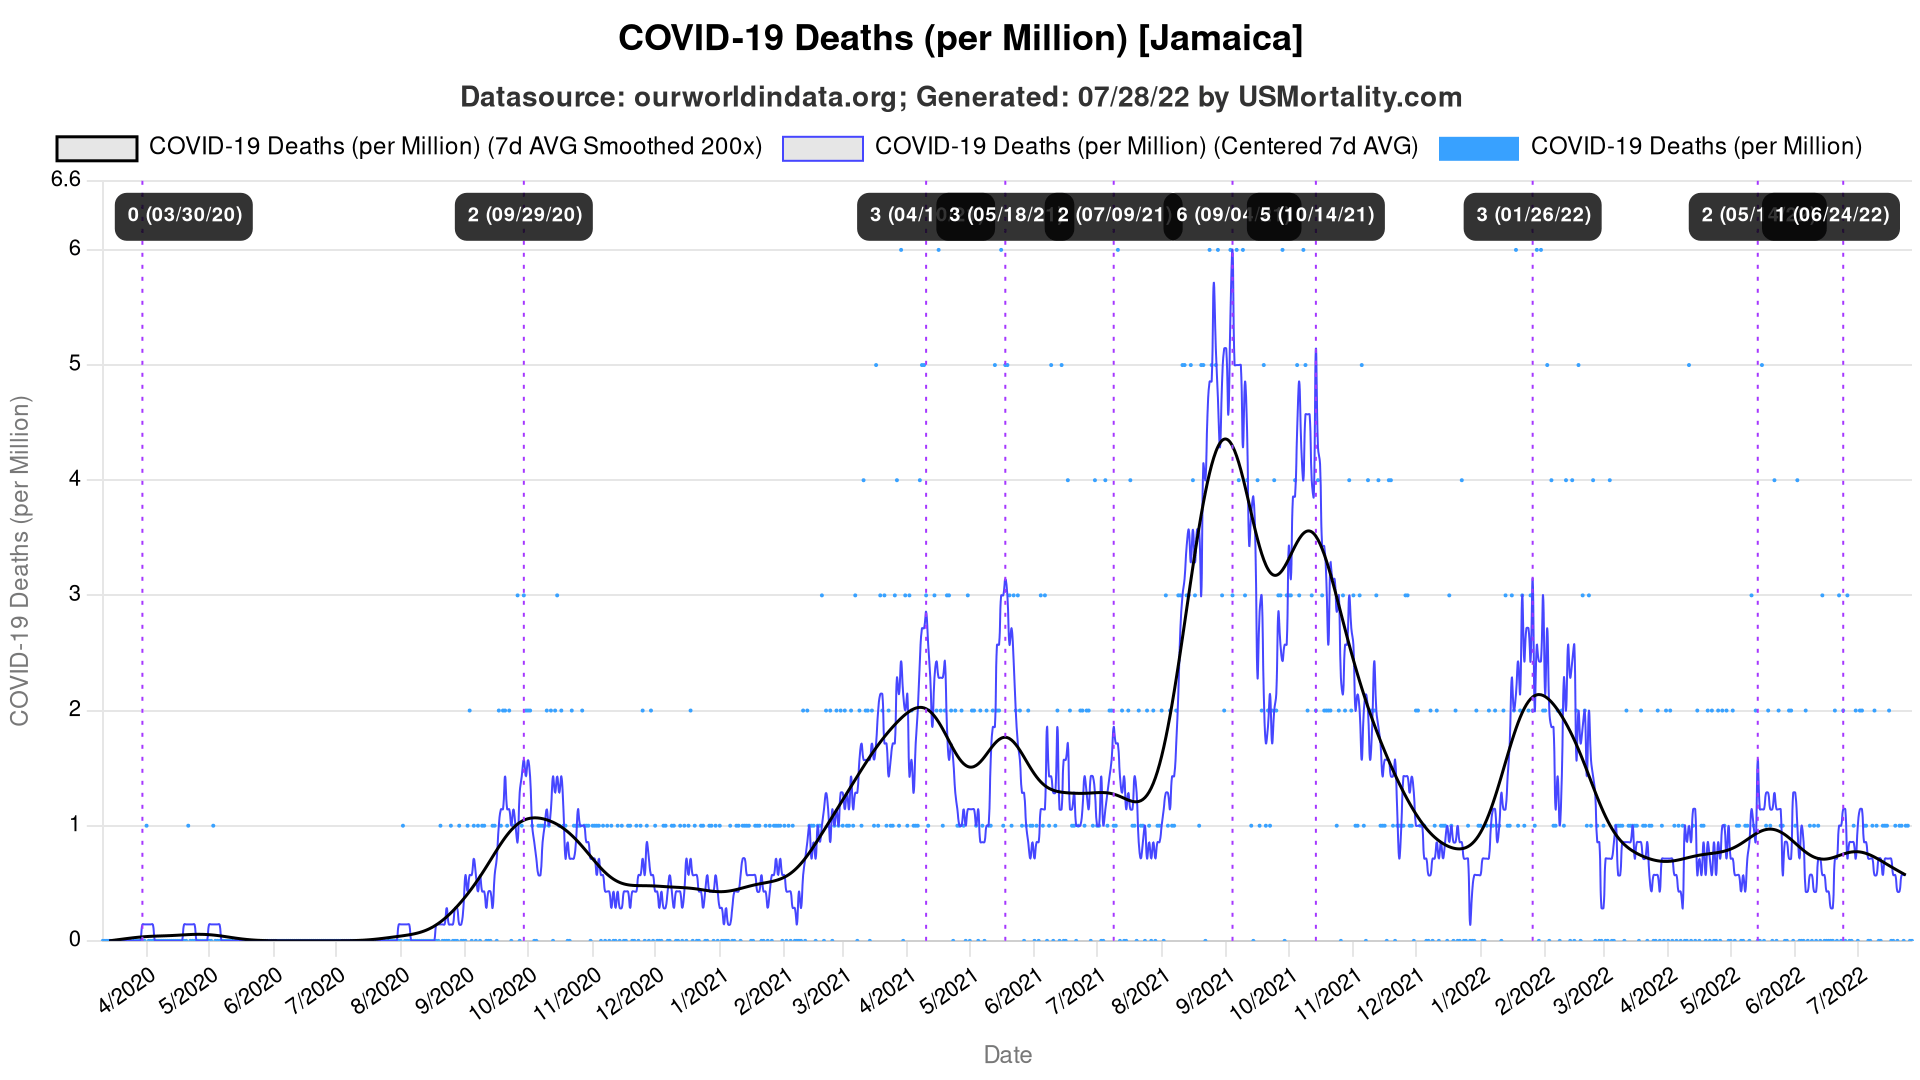 COVID-19 Deaths (per Million) [Jamaica]
Datasource: ourworldindata.org; Generated: 07/28/22 by USMortality.com
COVID-19 Deaths (per Million) (7d AVG Smoothed 200x) COVID-19 Deaths (per Million) (Centered 7d AVG) COVID-19 Deaths (per Million)
6.6
0 (03/30/20) 2 (09/29/20) 3 (05/18/21) 2 (07/09/21) 6 (09/04 5 (10/14/21) 3 (01/26/22) 1 (06/24/22)
6
5
4
3
2
1
0
COVID-19 Deaths (per Million)
4/2020 5/2020 6/2020 7/2020 8/2020 9/2020 10/2020 11/2020 12/2020 1/2021 2/2021 3/2021 4/2021 5/2021 6/2021 7/2021 8/2021 9/2021 10/2021 11/2021 12/2021 1/2022 2/2022 3/2022 4/2022 5/2022 6/2022 7/2022
Date